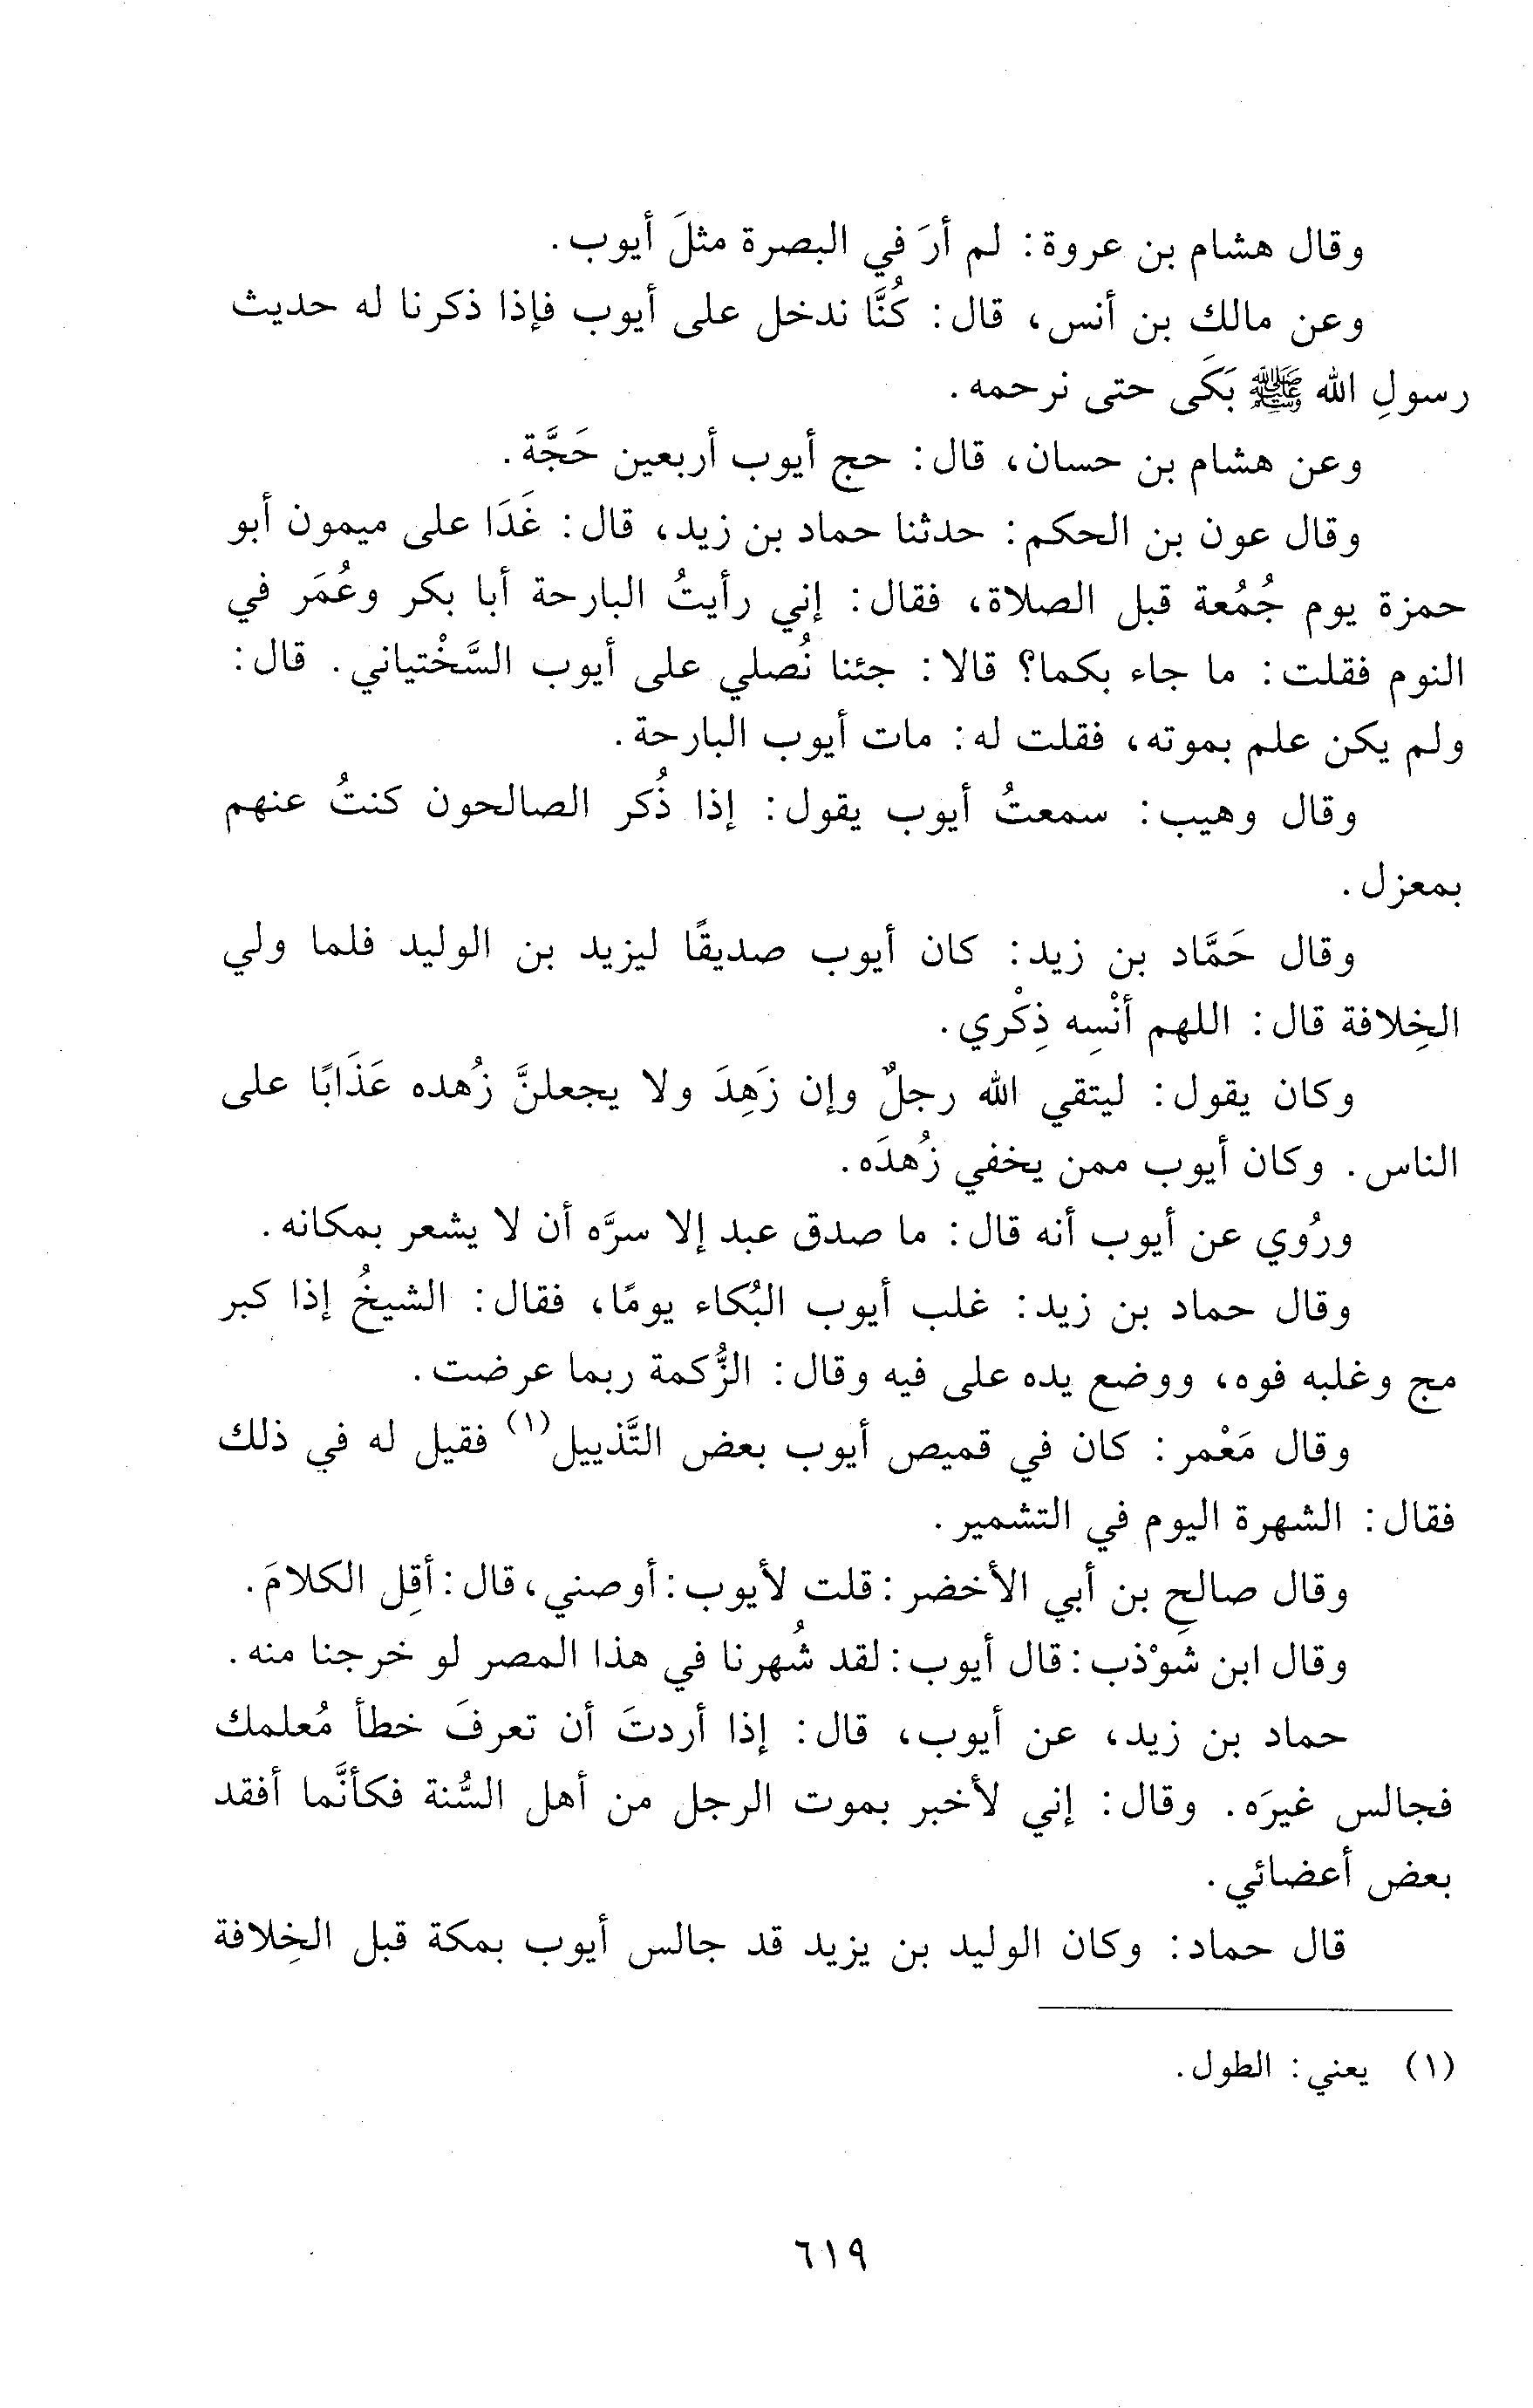 وقال هشام بن عروة: لم أرَ في البصرة مثلَ أيوب.
وعن مالك بن أنس، قال: كُنَّا ندخل على أيوب فإذا ذكرنا له حديث
رسولِ الله ﷺ بَكَى حتى نرحمه.
وعن هشام بن حسان، قال: حج أيوب أربعين حَجَّة.
وقال عون بن الحكم: حدثنا حماد بن زيد، قال: غَدَا على ميمون أبو
حمزة يوم جُمُعة قبل الصلاة، فقال: إني رأيتُ البارحة أبا بكر وعُمَر في
النوم فقلت: ما جاء بكما؟ قالا: جئنا نُصلي على أيوب السَّخْتياني. قال:
ولم يكن علم بموته، فقلت له: مات أيوب البارحة.
وقال وهيب: سمعتُ أيوب يقول: إذا ذُكر الصالحون كنتُ عنهم
بمعزل.
وقال حَمَّاد بن زيد: كان أيوب صديقًا ليزيد بن الوليد فلما ولي
الخِلافة قال: اللهم أنْسِه ذِكْري.
وكان يقول: ليتقي الله رجلٌ وإن زَهِدَ ولا يجعلنَّ زُهده عَذَابًا على
الناس. وكان أيوب ممن يخفي زُهدَه.
ورُوي عن أيوب أنه قال: ما صدق عبد إلا سرَّه أن لا يشعر بمكانه.
وقال حماد بن زيد: غلب أيوب البُكاء يومًا، فقال: الشيخُ إذا كبر
مج وغلبه فوه، ووضع يده على فيه وقال: الزُّكمة ربما عرضت.
وقال مَعْمر: كان في قميص أيوب بعض التَّذييل(١) فقيل له في ذلك
فقال: الشهرة اليوم في التشمير.
وقال صالحِ بن أبي الأخضر: قلت لأيوب: أوصني، قال: أقِل الكلامَ.
وقال ابن شوْذب: قال أيوب: لقد شُهرنا في هذا المصر لو خرجنا منه.
حماد بن زيد، عن أيوب، قال: إذا أردتَ أن تعرفَ خطأ مُعلمك
فجالس غيرَه. وقال: إني لأخبر بموت الرجل من أهل السُّنة فكأنَّما أفقد
بعض أعضائي.
قال حماد: وكان الوليد بن يزيد قد جالس أيوب بمكة قبل الخِلافة
(١) يعني: الطول.
٦١٩